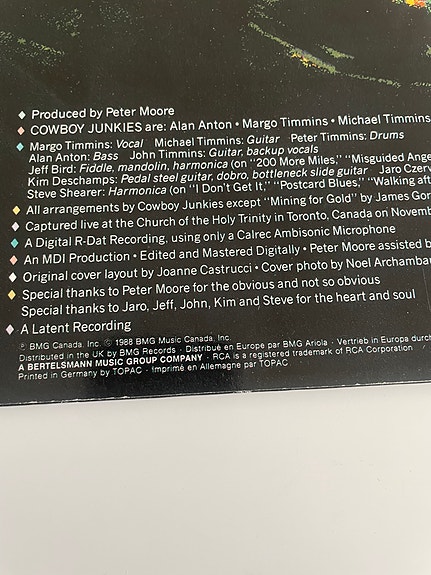 Produced by Peter Moore
COWBOY JUNKIES are: Alan Anton • Margo Timmins • Michael Timmins
Margo Timmins: Vocal Michael Timmins: Guitar Peter Timmins: Drums
Alan Anton: Bass John Timmins: Guitar, backup vocals
Jeff Bird: Fiddle, mandolin, harmonica (on "200 More Miles," "Misguided Ange
Kim Deschamps: Pedal steel guitar, dobro, bottleneck slide guitar Jaro Czerv
Steve Shearer: Harmonica (on "I Don't Get It," "Postcard Blues," "Walking aft
All arrangements by Cowboy Junkies except "Mining for Gold" by James Gor
Captured live at the Church of the Holy Trinity in Toronto, Canada on Novemb
A Digital R-Dat Recording, using only a Calrec Ambisonic Microphone
An MDI Production • Edited and Mastered Digitally • Peter Moore assisted b
Original cover layout by Joanne Castrucci • Cover photo by Noel Archambau
Special thanks to Peter Moore for the obvious and not so obvious
Special thanks to Jaro, Jeff, John, Kim and Steve for the heart and soul
A Latent Recording
℗ BMG Canada, Inc. © 1988 BMG Music Canada, Inc.
Distributed in the UK by BMG Records · Distribué en Europe par BMG Ariola · Vertrieb in Europa durc
A BERTELSMANN MUSIC GROUP COMPANY · RCA is a registered trademark of RCA Corporation
Printed in Germany by TOPAC · Imprimé en Allemagne par TOPAC